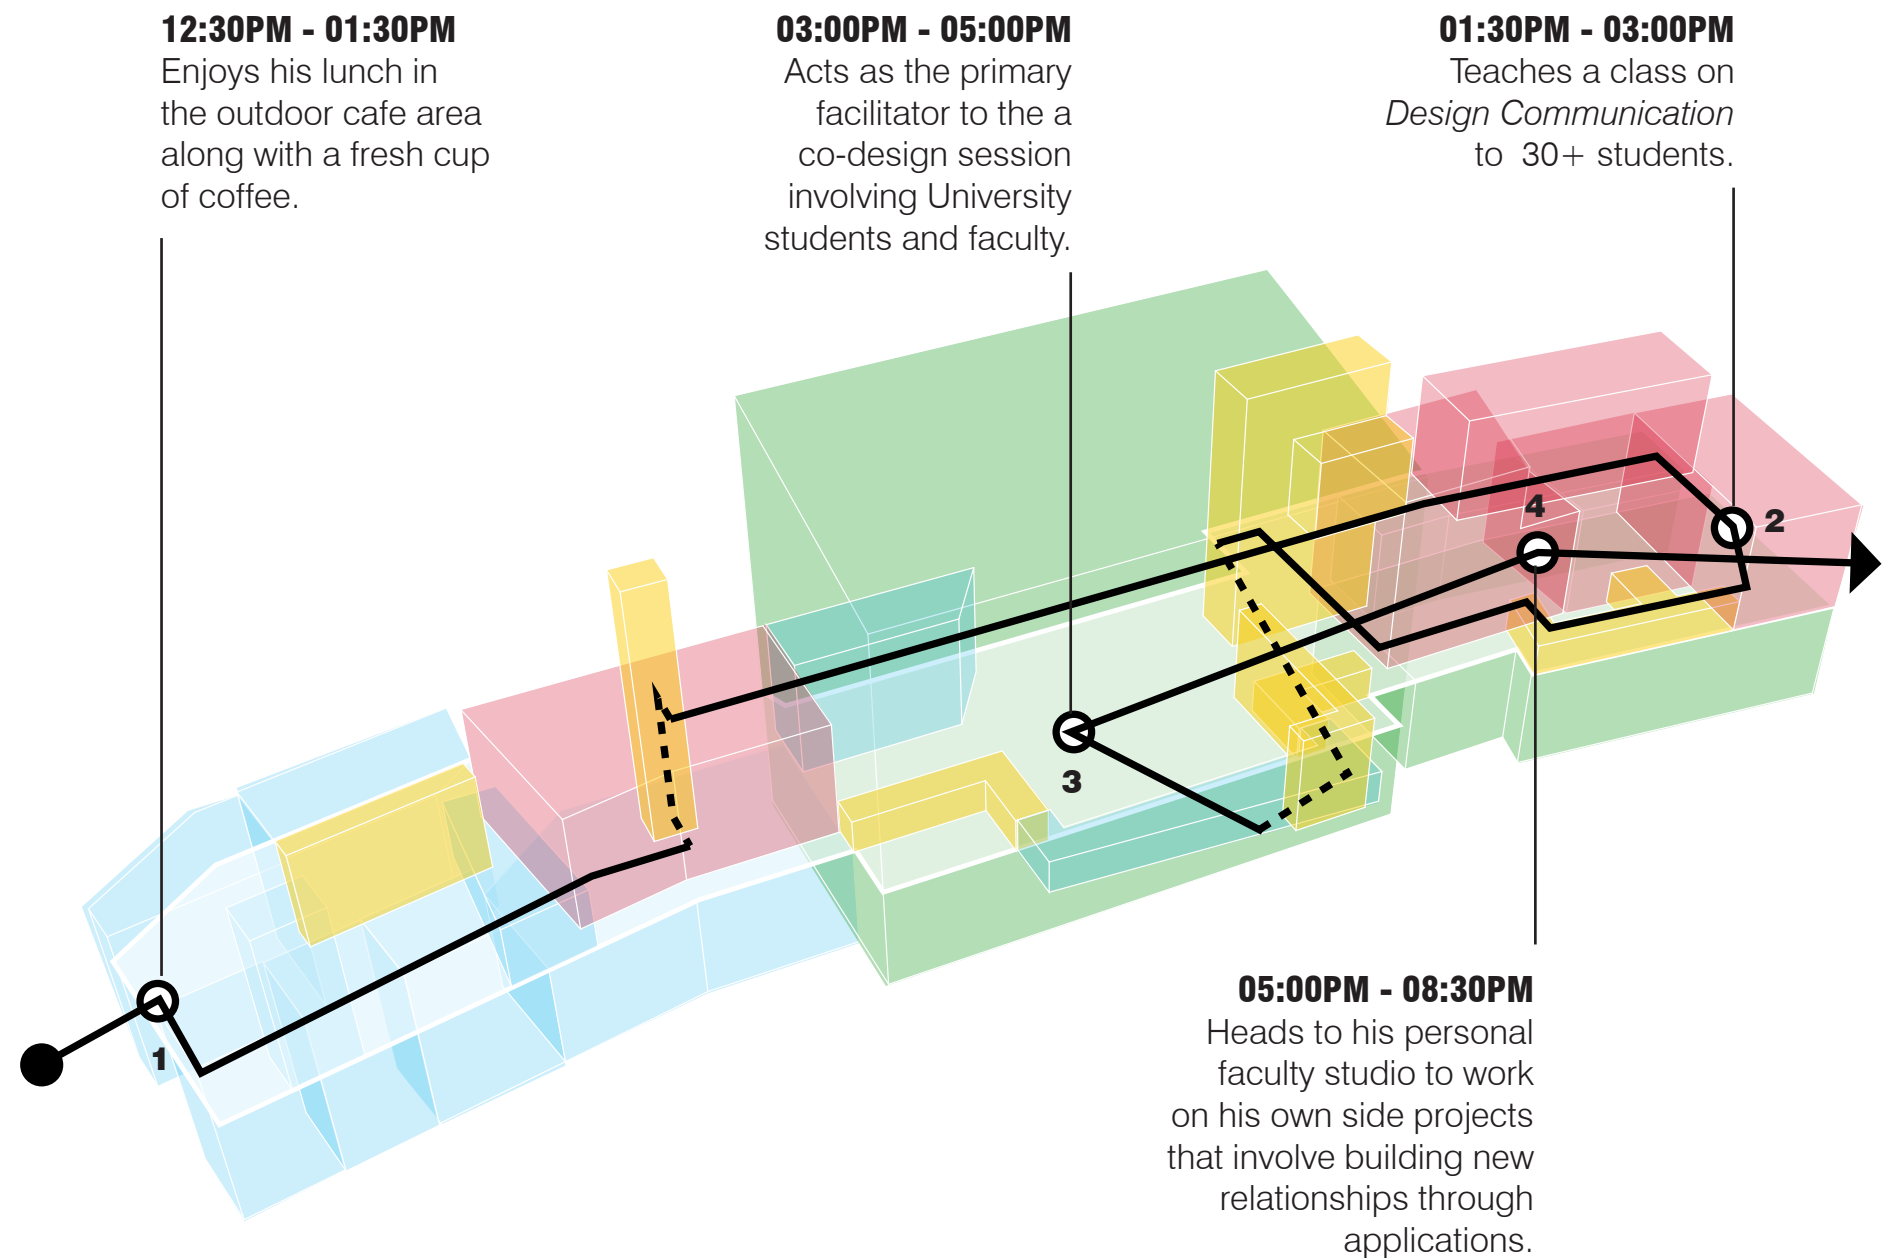 12:30PM - 01:30PM
Enjoys his lunch in
the outdoor cafe area
along with a fresh cup
of coffee.
03:00PM - 05:00PM
Acts as the primary
facilitator to the a
co-design session
involving University
students and faculty.
01:30PM - 03:00PM
Teaches a class on
Design Communication
to 30+ students.
4
2
3
1
05:00PM - 08:30PM
Heads to his personal
faculty studio to work
on his own side projects
that involve building new
relationships through
applications.